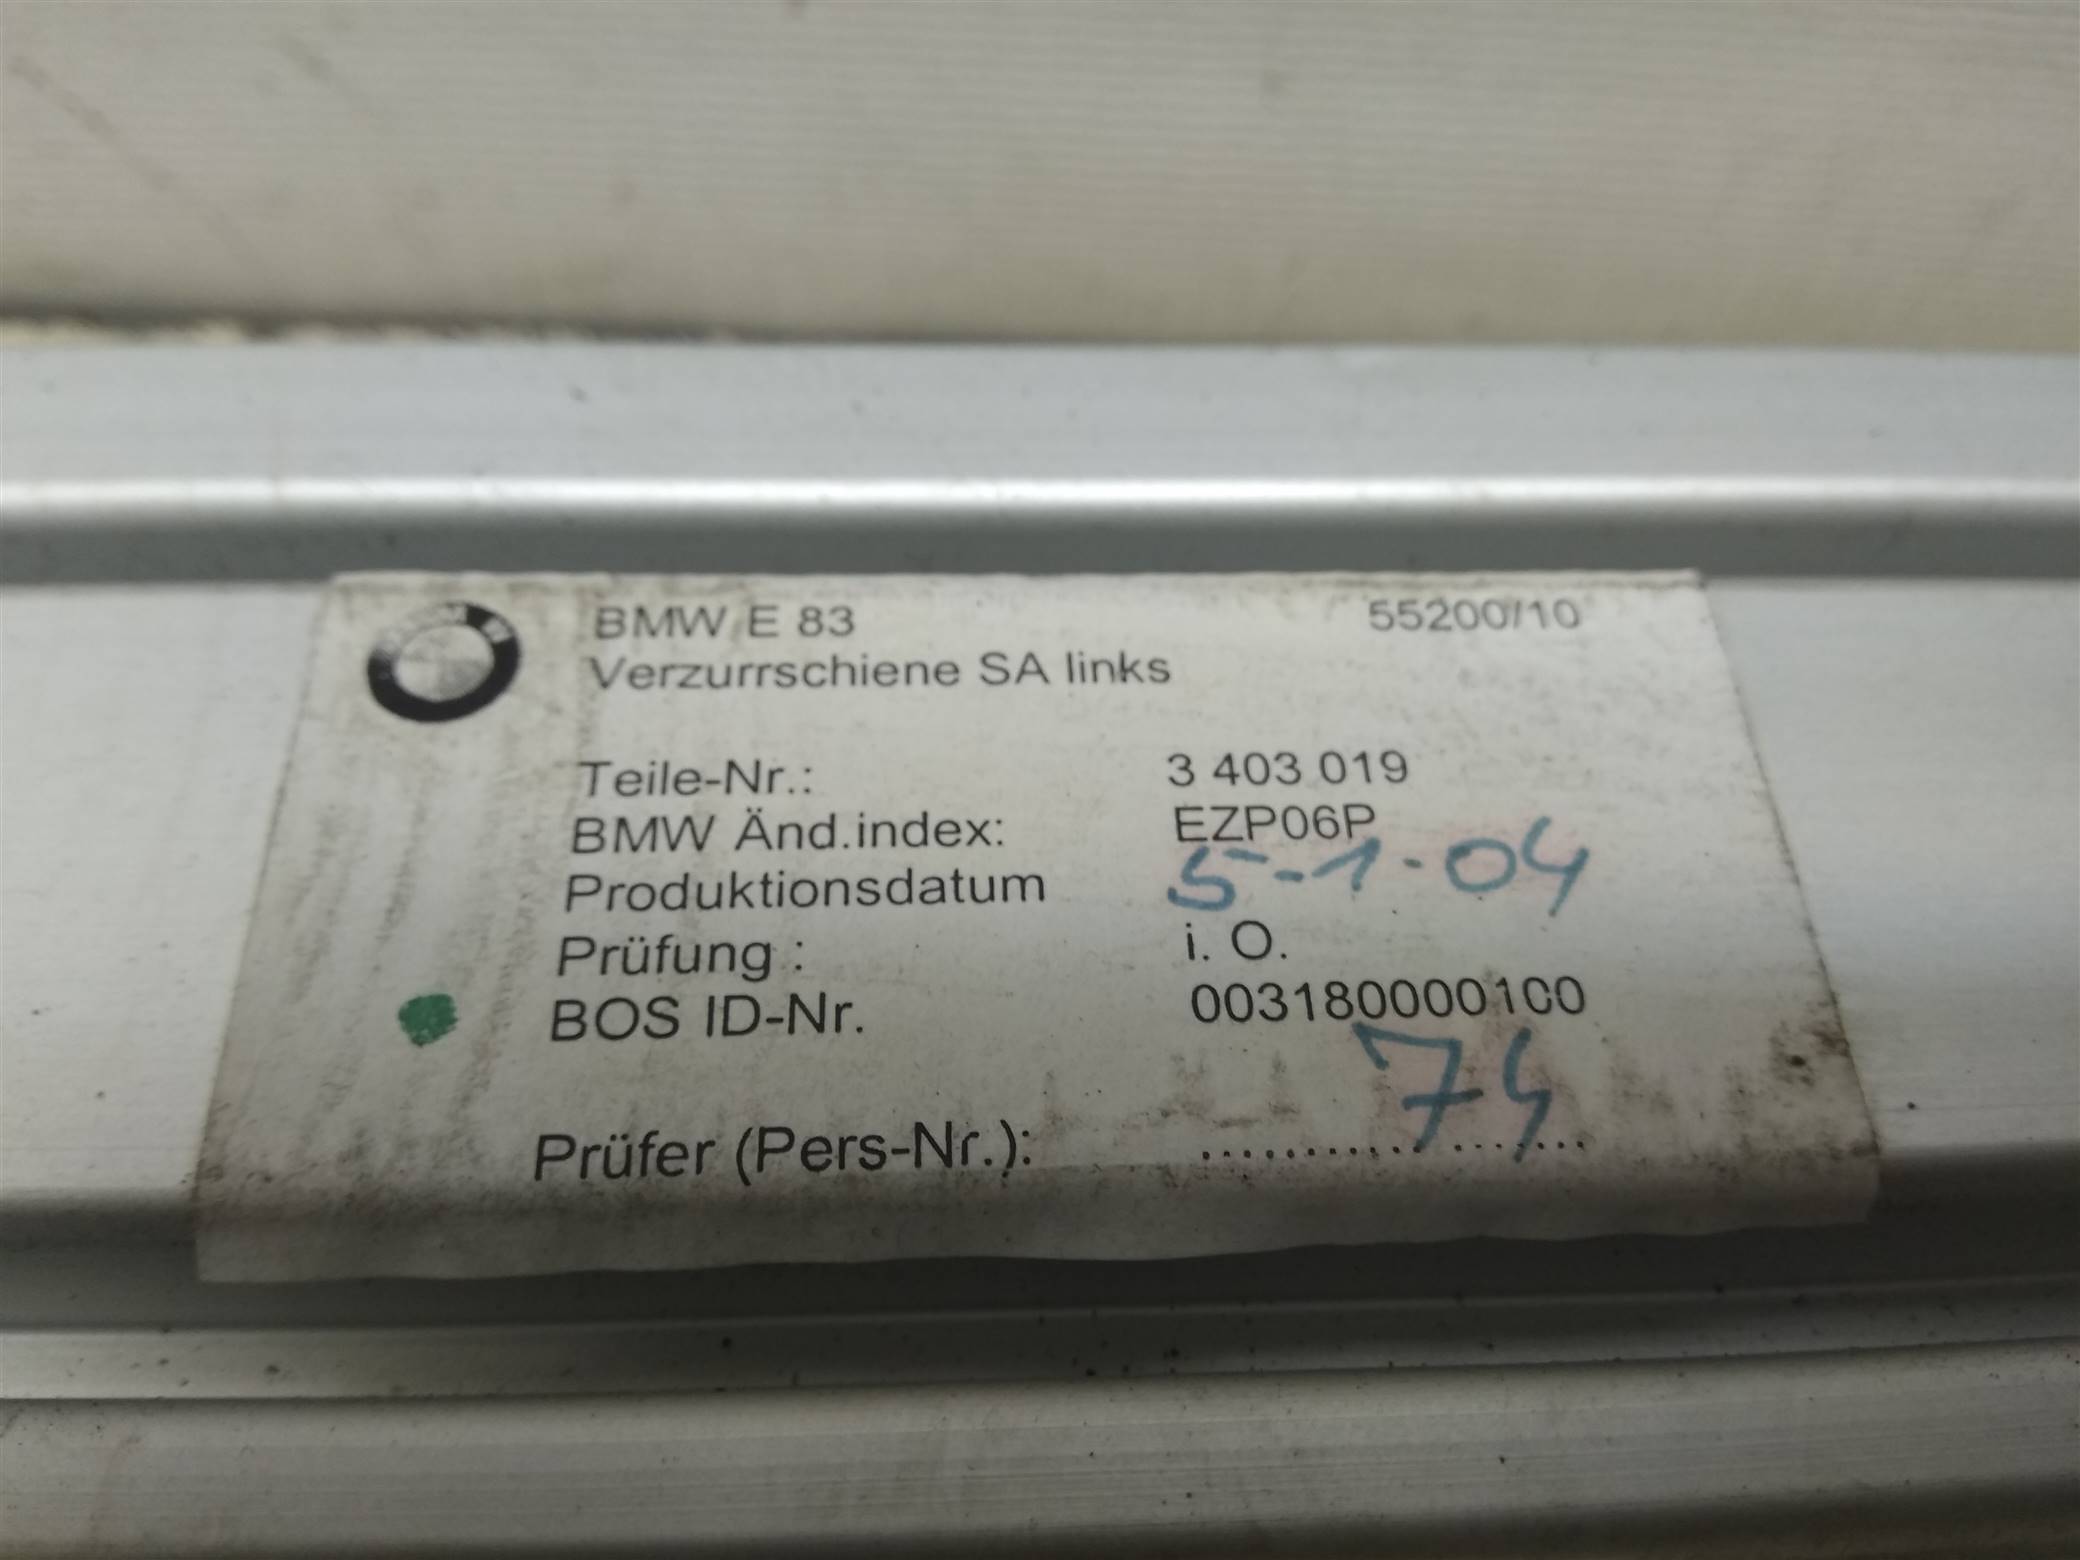 BMW E 83 55200/10
Verzurrschiene SA links
Teile-Nr.: 3 403 019
BMW Änd.index: EZP06P
Produktionsdatum 5-1-04
Prüfung : i. O.
BOS ID-Nr. 003180000100
Prüfer (Pers-Nr.): ....................... 74